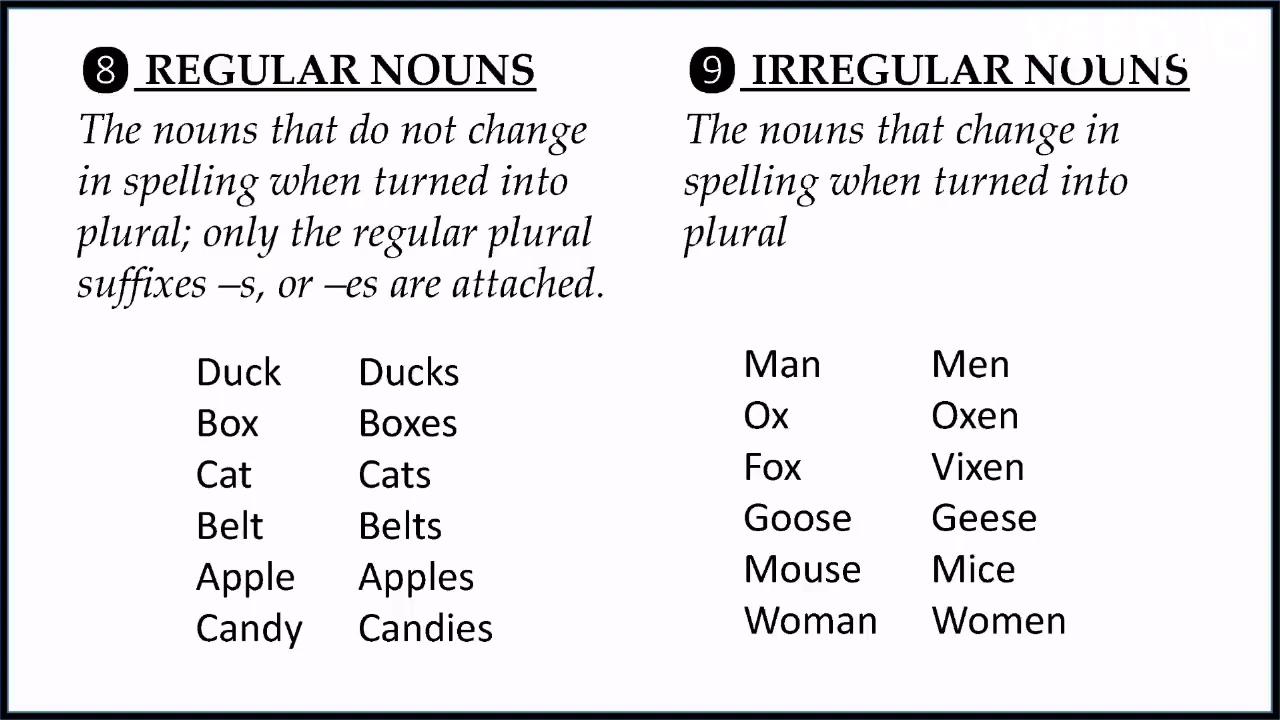 8 REGULAR NOUNS
The nouns that do not change
in spelling when turned into
plural; only the regular plural
suffixes –s, or –es are attached.
Duck Ducks
Box Boxes
Cat Cats
Belt Belts
Apple Apples
Candy Candies
9 IRREGULAR NOUNS
The nouns that change in
spelling when turned into
plural
Man Men
Ox Oxen
Fox Vixen
Goose Geese
Mouse Mice
Woman Women